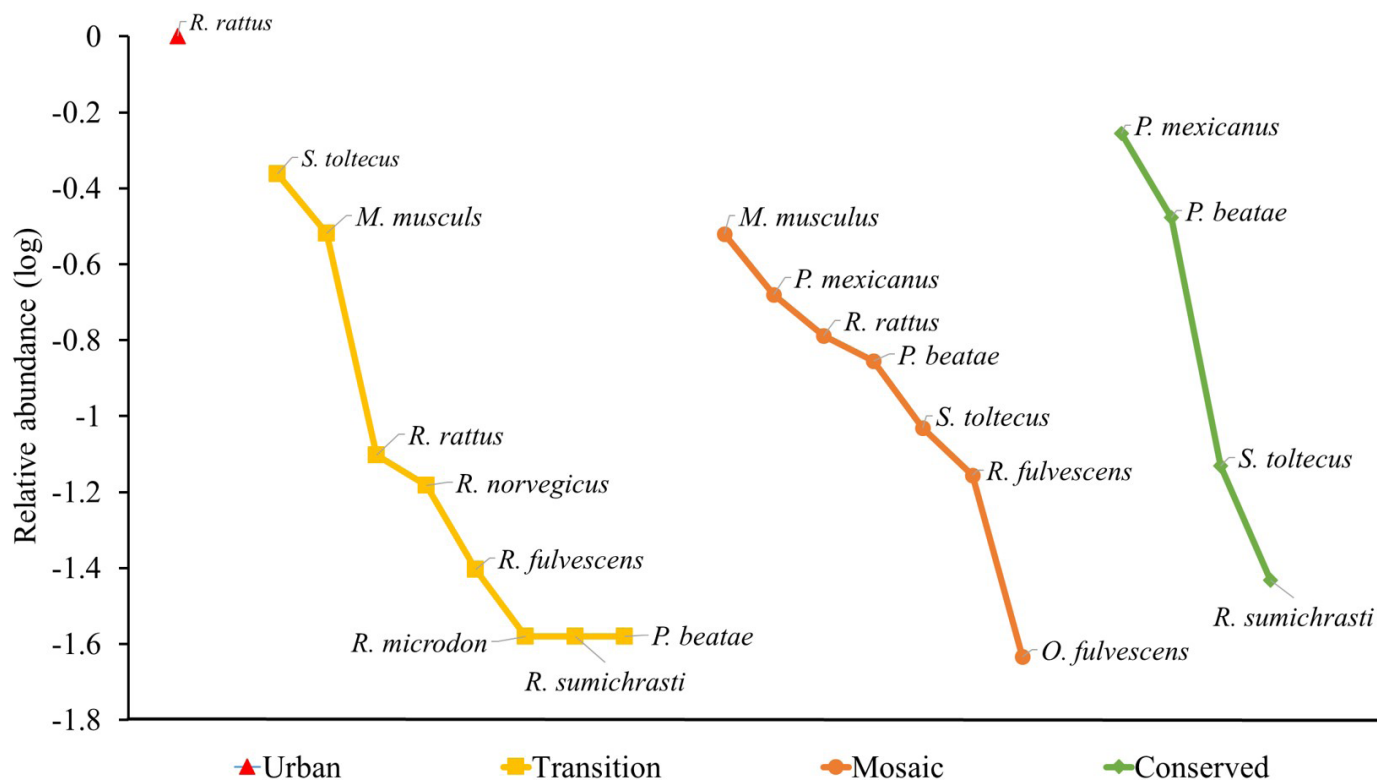 R. rattus
0
-0.2
-0.4
-0.6
-0.8
-1
-1.2
-1.4
-1.6
-1.8
Relative abundance (log)
S. toltecus
M. musculs
R. rattus
R. norvegicus
R. fulvescens
R. microdon
R. sumichrasti
P. beatae
M. musculus
P. mexicanus
R. rattus
P. beatae
S. toltecus
R. fulvescens
O. fulvescens
P. mexicanus
P. beatae
S. toltecus
R. sumichrasti
Urban
Transition
Mosaic
Conserved